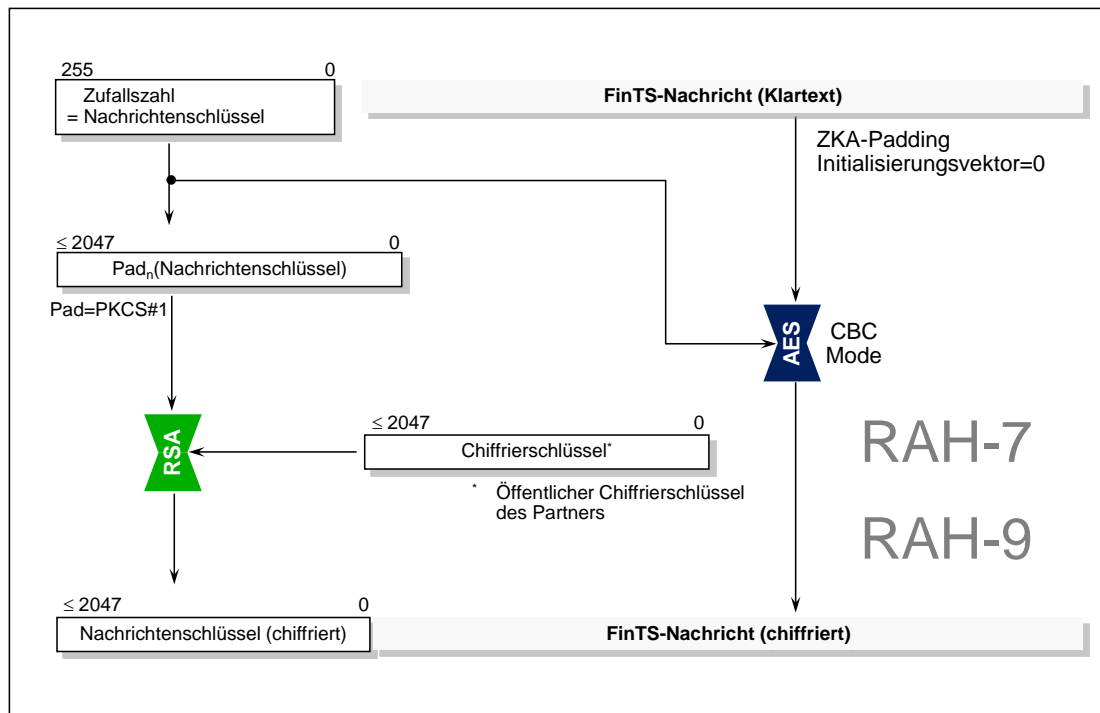 255 0
Zufallszahl
= Nachrichtenschlüssel
FinTS-Nachricht (Klartext)
ZKA-Padding
Initialisierungsvektor=0
≤ 2047 0
Padn(Nachrichtenschlüssel)
Pad=PKCS#1
AES
CBC
Mode
RSA
≤ 2047 0
Chiffrierschlüssel*
* Öffentlicher Chiffrierschlüssel
des Partners
RAH-7
RAH-9
≤ 2047 0
Nachrichtenschlüssel (chiffriert)
FinTS-Nachricht (chiffriert)